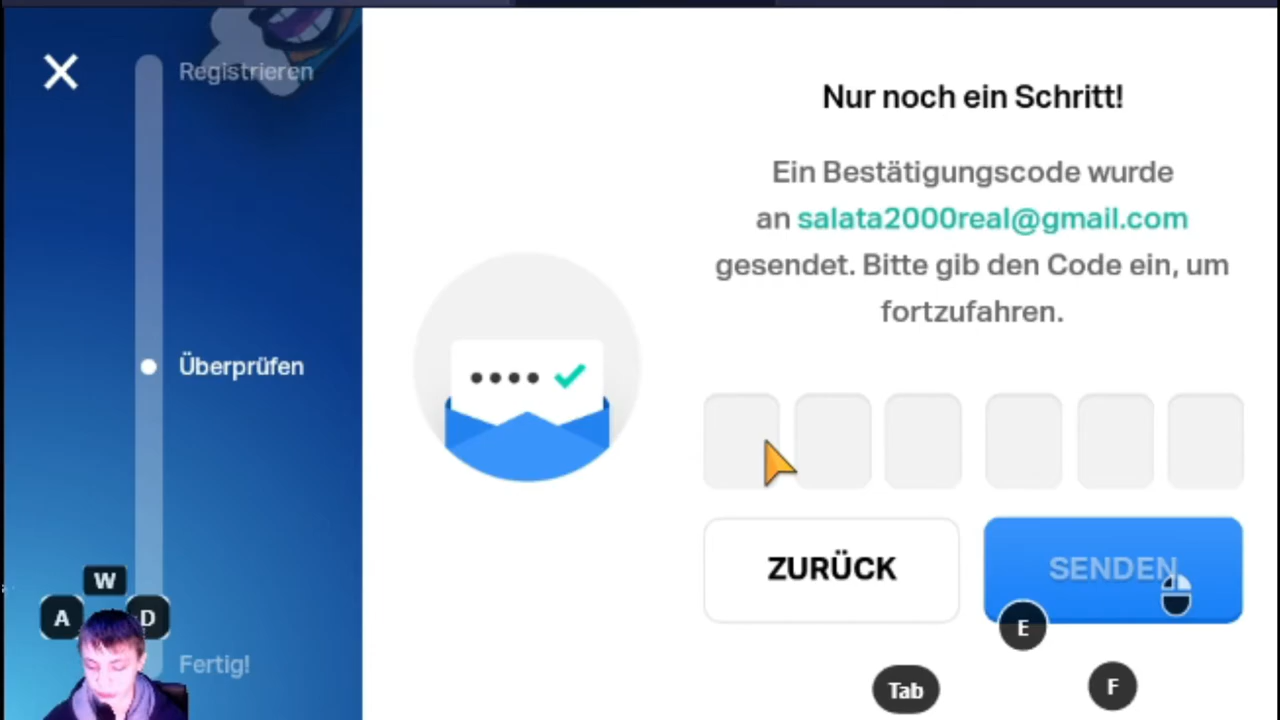 Registrieren
Nur noch ein Schritt!
Ein Bestätigungscode wurde
an salata2000real@gmail.com
gesendet. Bitte gib den Code ein, um
fortzufahren.
Überprüfen
ZURÜCK
SENDEN
W
A
D
E
Fertig!
Tab
F